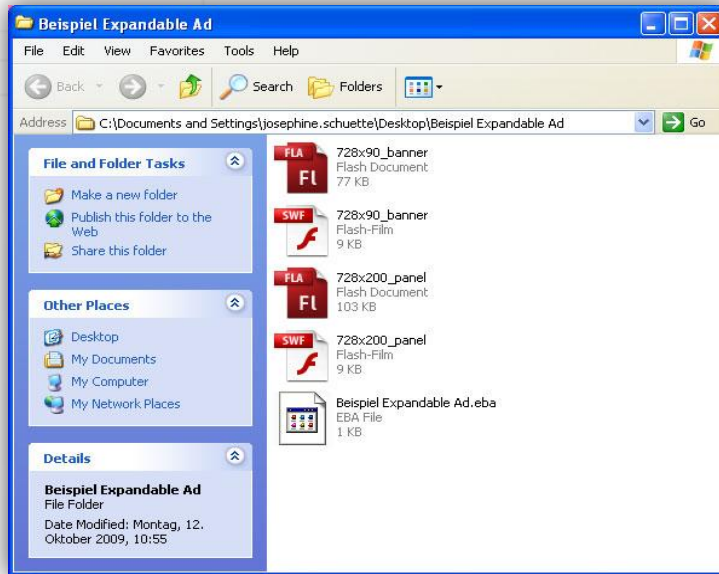 Beispiel Expandable Ad
File Edit View Favorites Tools Help
Back Search Folders
Address C:\Documents and Settings\josephine.schuette\Desktop\Beispiel Expandable Ad Go
File and Folder Tasks
Make a new folder
Publish this folder to the
Web
Share this folder
Other Places
Desktop
My Documents
My Computer
My Network Places
Details
Beispiel Expandable Ad
File Folder
Date Modified: Montag, 12.
Oktober 2009, 10:55
FLA
Fl
728x90_banner
Flash Document
77 KB
SWF
728x90_banner
Flash-Film
9 KB
FLA
Fl
728x200_panel
Flash Document
103 KB
SWF
728x200_panel
Flash-Film
9 KB
Beispiel Expandable Ad.eba
EBA File
1 KB